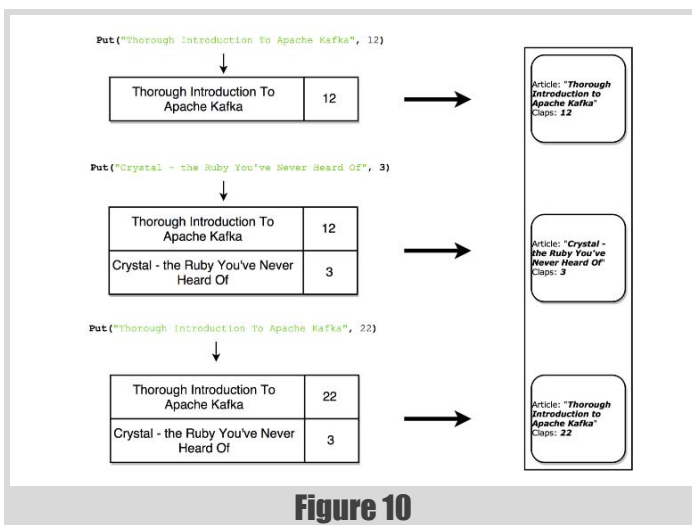 Put("Thorough Introduction To Apache Kafka", 12)
Thorough Introduction To
Apache Kafka
12
Article: "Thorough
Introduction to
Apache Kafka"
Claps: 12
Put("Crystal - the Ruby You've Never Heard Of", 3)
Thorough Introduction To
Apache Kafka
12
Crystal - the Ruby You've Never
Heard Of
3
Article: "Crystal -
the Ruby You've
Never Heard Of"
Claps: 3
Put("Thorough Introduction To Apache Kafka", 22)
Thorough Introduction To
Apache Kafka
22
Crystal - the Ruby You've Never
Heard Of
3
Article: "Thorough
Introduction to
Apache Kafka"
Claps: 22
Figure 10